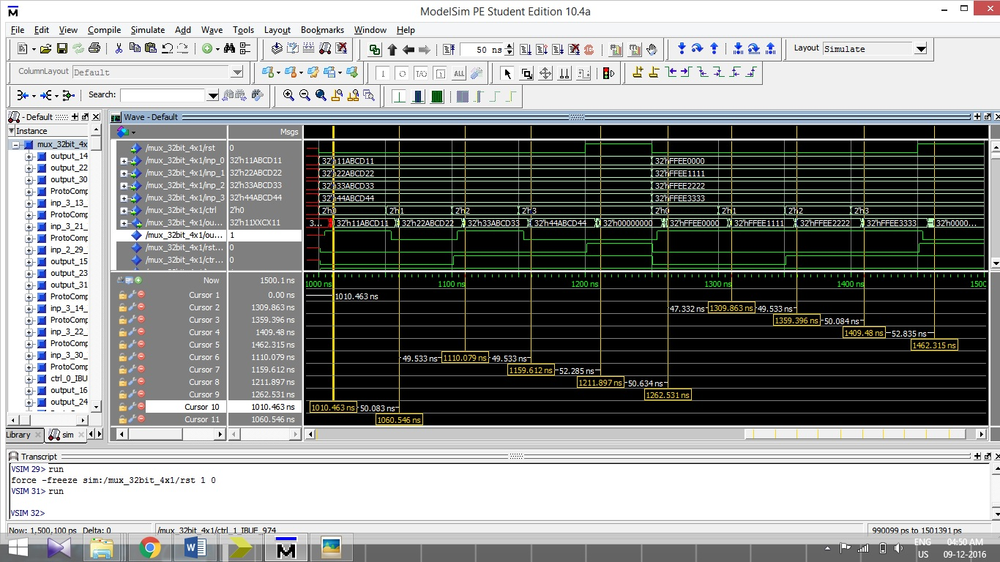 ModelSim PE Student Edition 10.4a
File Edit View Compile Simulate Add Wave Tools Layout Bookmarks Window Help
50 ns
Layout Simulate
ColumnLayout Default
ALL
Search:
- Default
Instance
mux_32bit_4x
output_14
output_22
output_30
ProtoComp
inp_3_13_
ProtoComp
inp_3_21_
ProtoComp
inp_2_29_
output_15
output_23
output_31
ProtoComp
inp_3_14_
ProtoComp
inp_3_22_
ProtoComp
inp_3_30_
ProtoComp
ctrl_0_IBU
output_16
output_24
Library
sim
Wave - Default
Msgs
/mux_32bit_4x1/rst 0
/mux_32bit_4x1/inp_0 32'h11ABCD11 32'h11ABCD11 32'hFFEE0000
/mux_32bit_4x1/inp_1 32'h22ABCD22 32'h22ABCD22 32'hFFEE1111
/mux_32bit_4x1/inp_2 32'h33ABCD33 32'h33ABCD33 32'hFFEE2222
/mux_32bit_4x1/inp_3 32'h44ABCD44 32'h44ABCD44 32'hFFEE3333
/mux_32bit_4x1/ctrl 2'h0 2'h0 2'h1 2'h2 2'h3 2'h0 2'h1 2'h2 2'h3
/mux_32bit_4x1/ou... 32'h11XXCX11 3... 32'h11ABCD11 32'h22ABCD22 32'h33ABCD33 32'h44ABCD44 32'h00000000 32'hFFEE0000 32'hFFEE1111 32'hFFEE2222 32'hFFEE3333 32'h0000...
/mux_32bit_4x1/ou... 1
/mux_32bit_4x1/rst... 0
/mux_32bit_4x1/ctr... 0
Now 1500.1 ns 1000 ns 1100 ns 1200 ns 1300 ns 1400 ns 1500
Cursor 1 0.00 ns 1010.463 ns
Cursor 2 1309.863 ns 47.332 ns 1309.863 ns 49.533 ns
Cursor 3 1359.396 ns 1359.396 ns 50.084 ns
Cursor 4 1409.48 ns 1409.48 ns 52.835 ns
Cursor 5 1462.315 ns 1462.315 ns
Cursor 6 1110.079 ns 49.533 ns 1110.079 ns 49.533 ns
Cursor 7 1159.612 ns 1159.612 ns 52.285 ns
Cursor 8 1211.897 ns 1211.897 ns 50.634 ns
Cursor 9 1262.531 ns 1262.531 ns
Cursor 10 1010.463 ns 1010.463 ns 50.083 ns
Cursor 11 1060.546 ns 1060.546 ns
Transcript
VSIM 29> run
force -freeze sim:/mux_32bit_4x1/rst 1 0
VSIM 31> run
VSIM 32>
Now: 1,500,100 ps Delta: 0 /mux_32bit_4x1/ctrl_1_IBUF_974 990099 ps to 1501391 ps
ENG 04:50 AM
US 09-12-2016